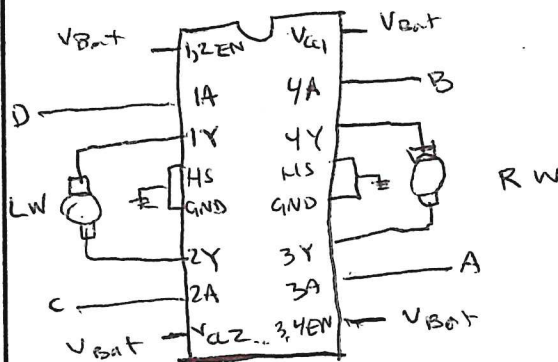 VBat 1,2EN VCC1 VBat
D 1A 4A B
1Y 4Y
HS HS
LW GND GND RW
2Y 3Y
C 2A 3A A
VBat VCC2 3,4EN VBat